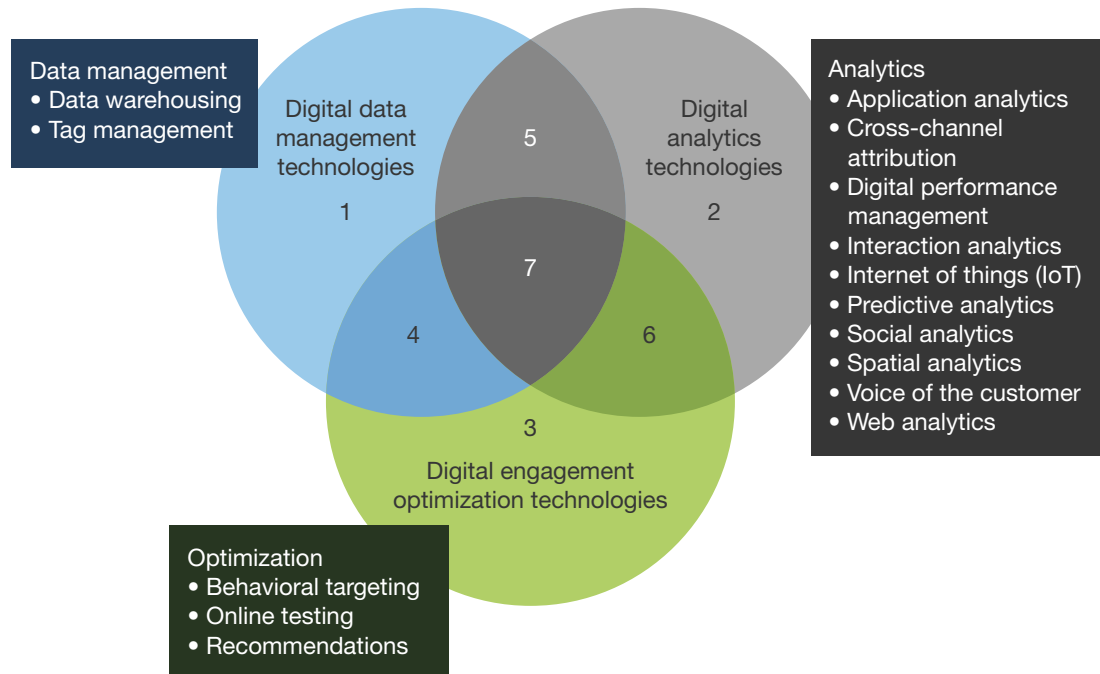 Data management
• Data warehousing
• Tag management
Digital data
management
technologies
1
5
Digital
analytics
technologies
2
Analytics
• Application analytics
• Cross-channel
attribution
• Digital performance
management
• Interaction analytics
• Internet of things (IoT)
• Predictive analytics
• Social analytics
• Spatial analytics
• Voice of the customer
• Web analytics
7
4
6
3
Digital engagement
optimization technologies
Optimization
• Behavioral targeting
• Online testing
• Recommendations